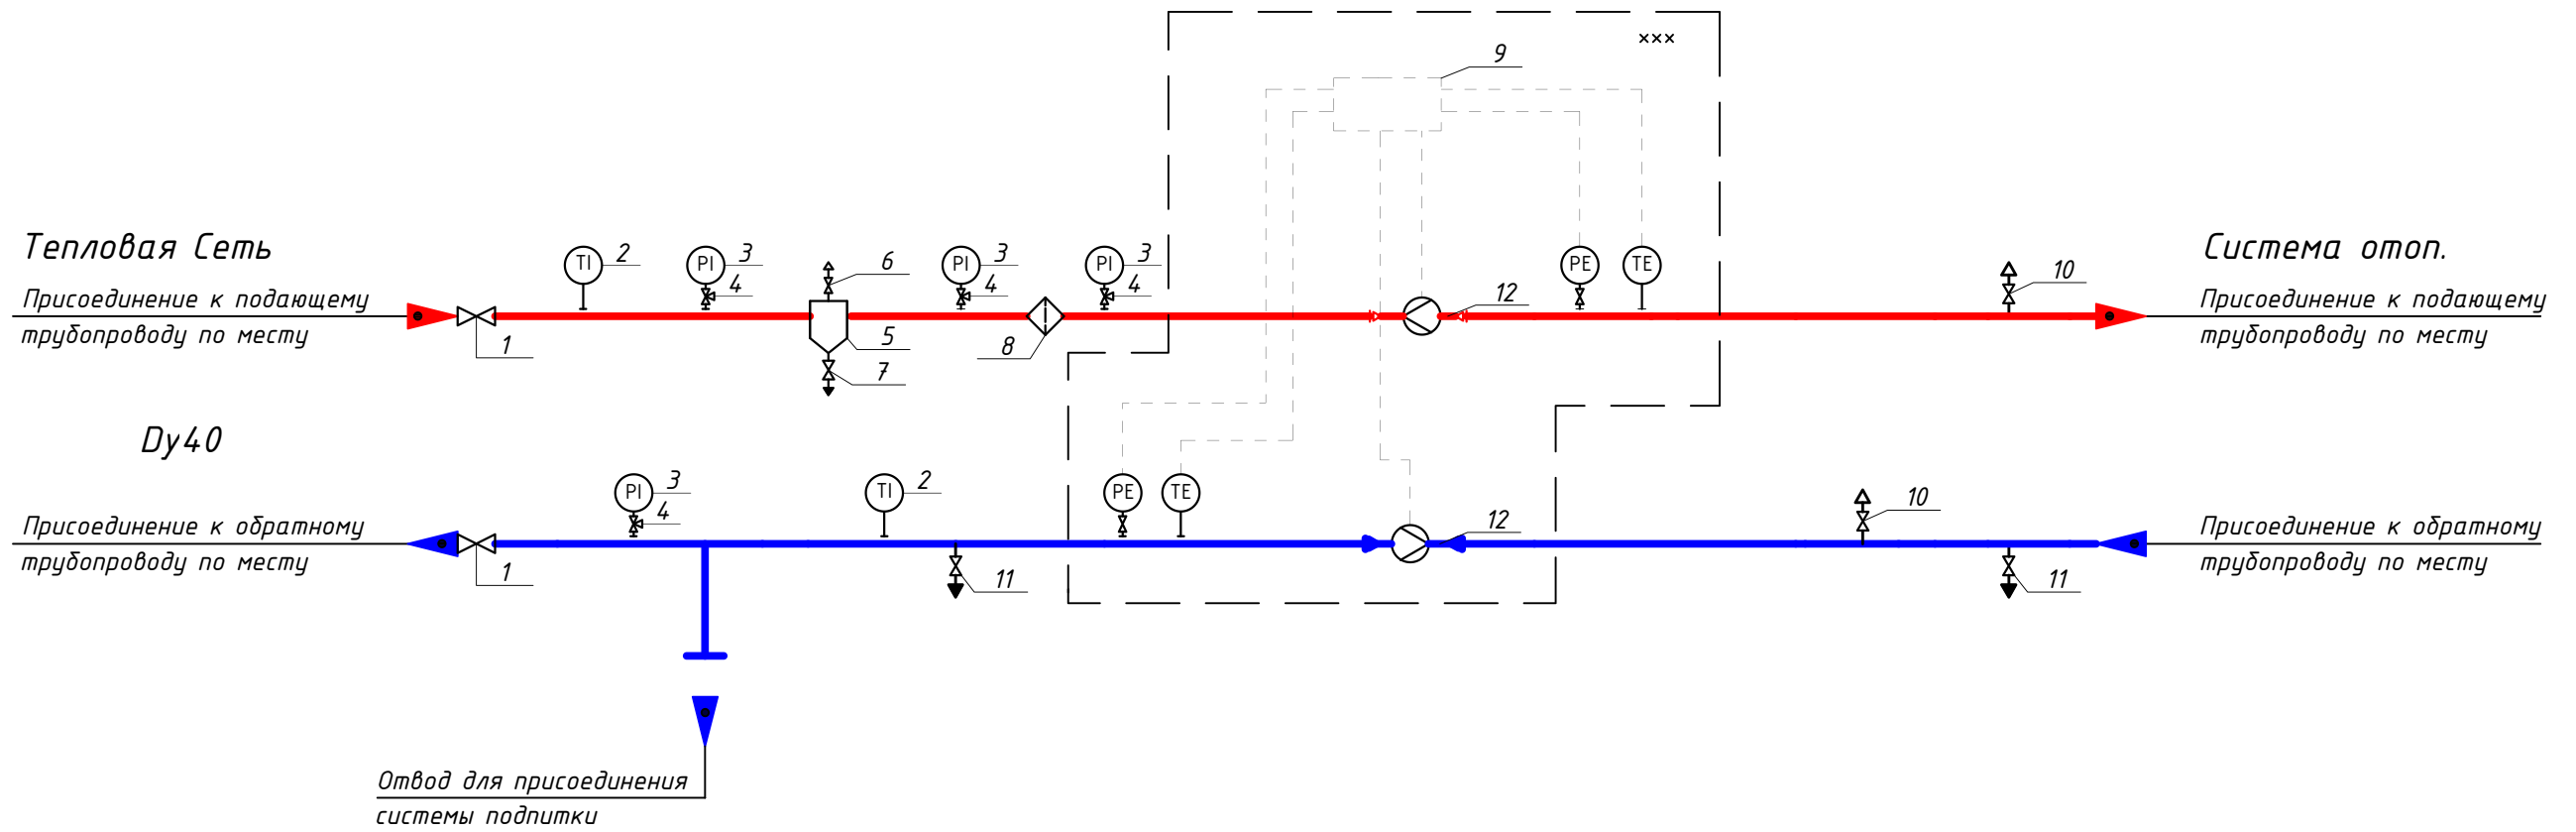 ×××
9
Тепловая Сеть
Присоединение к подающему
трубопроводу по месту
1
TI 2
PI 3
4
6
5
7
PI 3
4
8
PI 3
4
12
PE
TE
10
Система отоп.
Присоединение к подающему
трубопроводу по месту
Dy40
Присоединение к обратному
трубопроводу по месту
1
PI 3
4
TI 2
11
PE
TE
12
10
11
Присоединение к обратному
трубопроводу по месту
Отвод для присоединения
системы подпитки